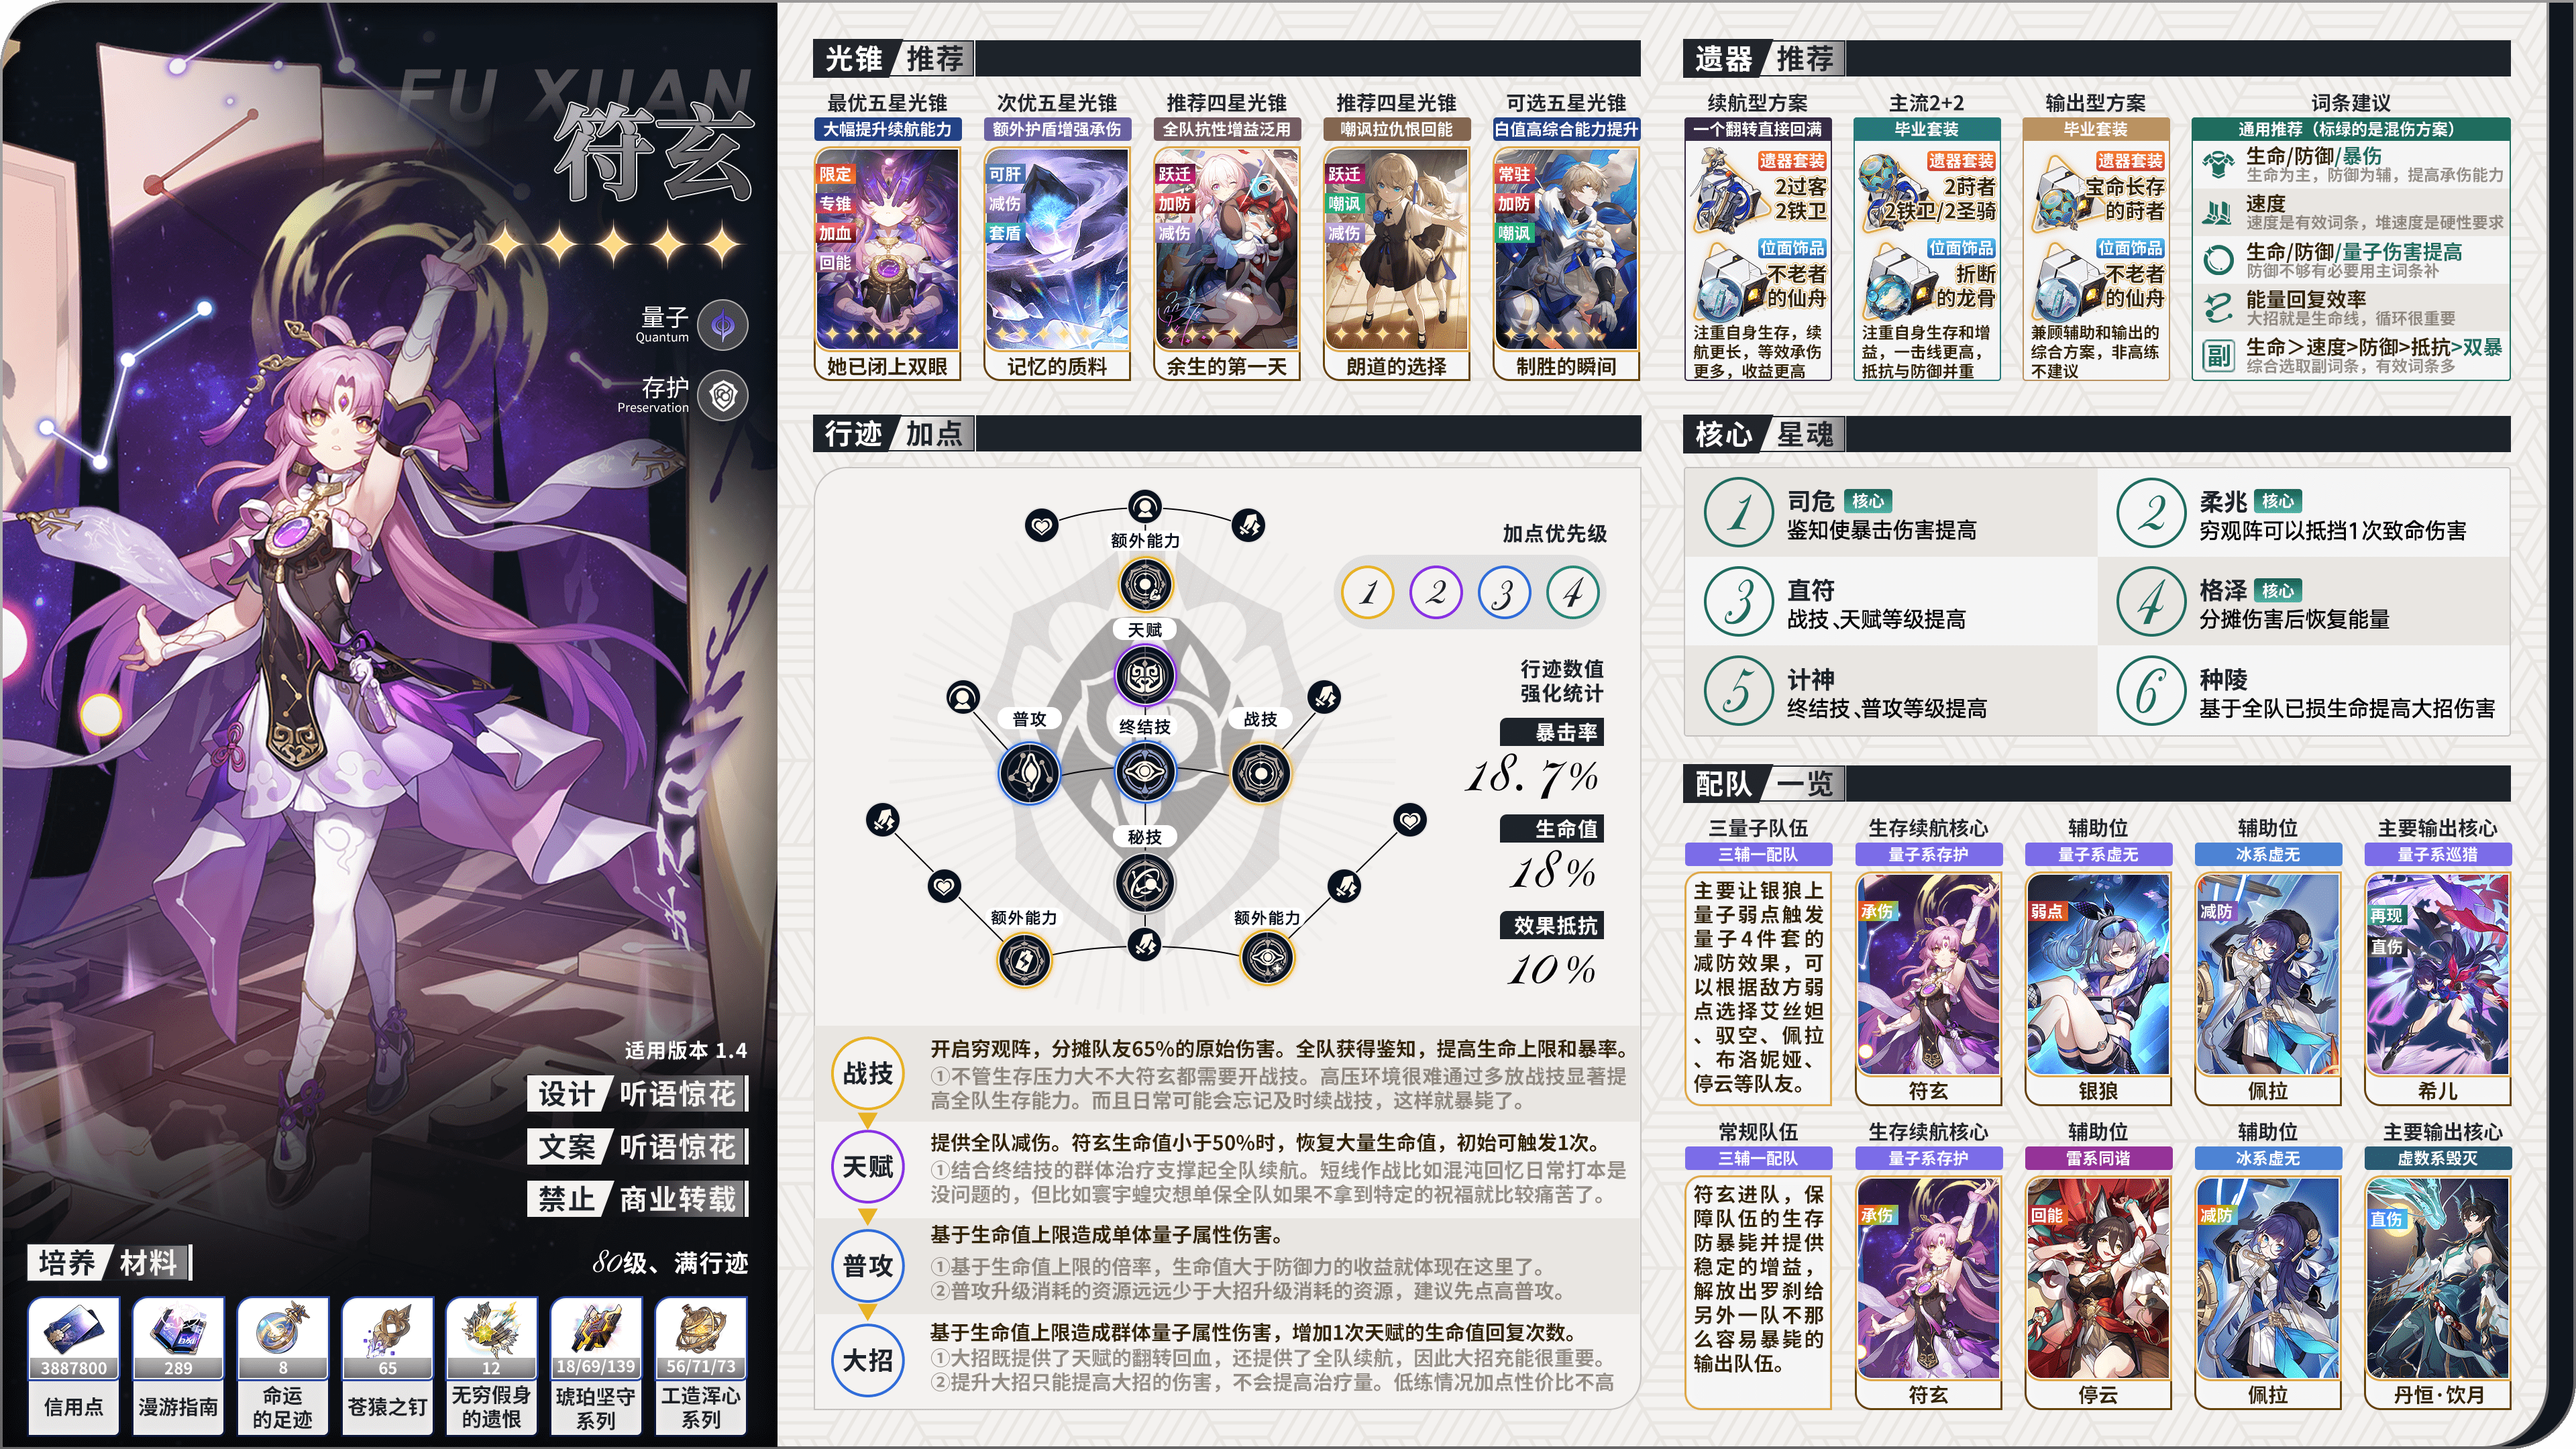 FU XUAN
符玄
量子
Quantum
存护
Preservation
适用版本 1.4
设计 听语惊花
文案 听语惊花
禁止 商业转载
培养 材料
80级、满行迹
3887800
信用点
289
漫游指南
8
命运
的足迹
65
苍猿之钉
12
无穷假身
的遗恨
18/69/139
琥珀坚守
系列
56/71/73
工造浑心
系列
光锥 推荐
最优五星光锥
大幅提升续航能力
限定
专锥
加血
回能
她已闭上双眼
次优五星光锥
额外护盾增强承伤
可肝
减伤
套盾
记忆的质料
推荐四星光锥
全队抗性增益泛用
跃迁
加防
减伤
余生的第一天
推荐四星光锥
嘲讽拉仇恨回能
跃迁
嘲讽
减伤
朗道的选择
可选五星光锥
白值高综合能力提升
常驻
加防
嘲讽
制胜的瞬间
行迹 加点
加点优先级
1 2 3 4
额外能力
天赋
普攻
终结技
战技
秘技
额外能力
额外能力
行迹数值
强化统计
暴击率
18.7%
生命值
18%
效果抵抗
10%
战技
开启穷观阵，分摊队友65%的原始伤害。全队获得鉴知，提高生命上限和暴率。
①不管生存压力大不大符玄都需要开战技。高压环境很难通过多放战技显著提
高全队生存能力。而且日常可能会忘记及时续战技，这样就暴毙了。
天赋
提供全队减伤。符玄生命值小于50%时，恢复大量生命值，初始可触发1次。
①结合终结技的群体治疗支撑起全队续航。短线作战比如混沌回忆日常打本是
没问题的，但比如寰宇蝗灾想单保全队如果不拿到特定的祝福就比较痛苦了。
普攻
基于生命值上限造成单体量子属性伤害。
①基于生命值上限的倍率，生命值大于防御力的收益就体现在这里了。
②普攻升级消耗的资源远远少于大招升级消耗的资源，建议先点高普攻。
大招
基于生命值上限造成群体量子属性伤害，增加1次天赋的生命值回复次数。
①大招既提供了天赋的翻转回血，还提供了全队续航，因此大招充能很重要。
②提升大招只能提高大招的伤害，不会提高治疗量。低练情况加点性价比不高
遗器 推荐
续航型方案
一个翻转直接回满
遗器套装
2过客
2铁卫
位面饰品
不老者
的仙舟
注重自身生存，续
航更长，等效承伤
更多，收益更高
主流2+2
毕业套装
遗器套装
2莳者
2铁卫/2圣骑
位面饰品
折断
的龙骨
注重自身生存和增
益，一击线更高，
抵抗与防御并重
输出型方案
毕业套装
遗器套装
宝命长存
的莳者
位面饰品
不老者
的仙舟
兼顾辅助和输出的
综合方案，非高练
不建议
词条建议
通用推荐（标绿的是混伤方案）
生命/防御/暴伤
生命为主，防御为辅，提高承伤能力
速度
速度是有效词条，堆速度是硬性要求
生命/防御/量子伤害提高
防御不够有必要用主词条补
能量回复效率
大招就是生命线，循环很重要
副
生命＞速度>防御>抵抗>双暴
综合选取副词条，有效词条多
核心 星魂
1
司危 核心
鉴知使暴击伤害提高
2
柔兆 核心
穷观阵可以抵挡1次致命伤害
3
直符
战技、天赋等级提高
4
格泽 核心
分摊伤害后恢复能量
5
计神
终结技、普攻等级提高
6
种陵
基于全队已损生命提高大招伤害
配队 一览
三量子队伍
三辅一配队
主要让银狼上
量子弱点触发
量子4件套的
减防效果，可
以根据敌方弱
点选择艾丝妲
、驭空、佩拉
、布洛妮娅、
停云等队友。
生存续航核心
量子系存护
承伤
符玄
辅助位
量子系虚无
弱点
银狼
辅助位
冰系虚无
减防
佩拉
主要输出核心
量子系巡猎
再现
直伤
希儿
常规队伍
三辅一配队
符玄进队，保
障队伍的生存
防暴毙并提供
稳定的增益，
解放出罗刹给
另外一队不那
么容易暴毙的
输出队伍。
生存续航核心
量子系存护
承伤
符玄
辅助位
雷系同谐
回能
停云
辅助位
冰系虚无
减防
佩拉
主要输出核心
虚数系毁灭
直伤
丹恒·饮月